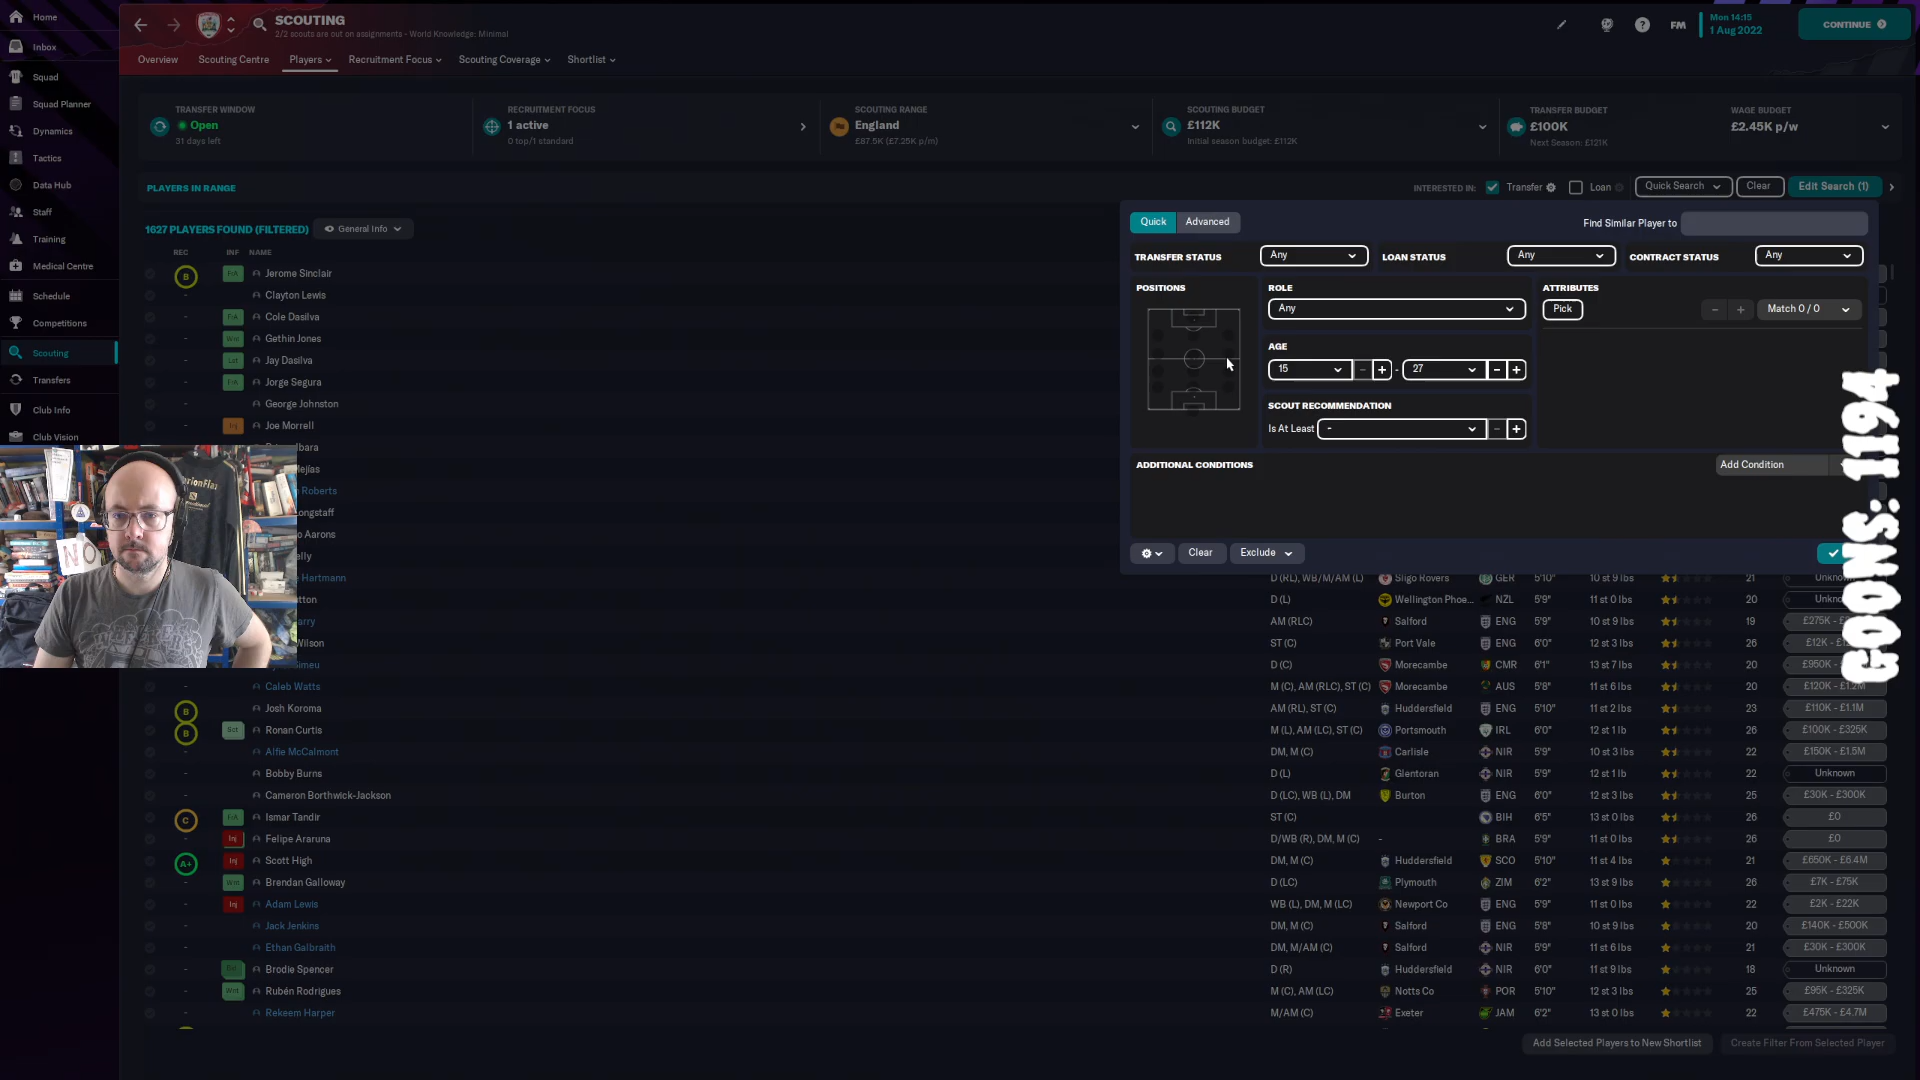 Home
Inbox
Squad
Squad Planner
Dynamics
Tactics
Data Hub
Staff
Training
Medical Centre
Schedule
Competitions
Scouting
Transfers
Club Info
Club Vision
SCOUTING
2/2 scouts are out on assignments - World Knowledge: Minimal
FM
Mon 14:15
1 Aug 2022
CONTINUE
Overview
Scouting Centre
Players
Recruitment Focus
Scouting Coverage
Shortlist
TRANSFER WINDOW
Open
31 days left
RECRUITMENT FOCUS
1 active
0 top/1 standard
SCOUTING RANGE
England
£87.5K (£7.25K p/m)
SCOUTING BUDGET
£112K
Initial season budget: £112K
TRANSFER BUDGET
£100K
Next Season: £121K
WAGE BUDGET
£2.45K p/w
PLAYERS IN RANGE
INTERESTED IN: Transfer Loan
Quick Search
Clear
Edit Search (1)
1627 PLAYERS FOUND (FILTERED)
General Info
REC INF NAME
Quick
Advanced
Find Similar Player to
TRANSFER STATUS Any
LOAN STATUS Any
CONTRACT STATUS Any
POSITIONS
ROLE
Any
AGE
15 - + - 27 - +
SCOUT RECOMMENDATION
Is At Least - - +
ATTRIBUTES
Pick
- + Match 0 / 0
ADDITIONAL CONDITIONS
Add Condition
Clear
Exclude
B Jerome Sinclair
- Clayton Lewis
- Cole Dasilva
- Gethin Jones
- Jay Dasilva
- Jorge Segura
- George Johnston
- Inj Joe Morrell
Roberts
ongstaff
o Aarons
elly
Hartmann D (RL), WB/M/AM (L) Sligo Rovers GER 5'10" 10 st 9 lbs 21
D (L) Wellington Phoe... NZL 5'9" 11 st 0 lbs 20
AM (RLC) Salford ENG 5'9" 10 st 9 lbs 19
Wilson ST (C) Port Vale ENG 6'0" 12 st 3 lbs 26
D (C) Morecambe CMR 6'1" 13 st 7 lbs 20
- Caleb Watts M (C), AM (RLC), ST (C) Morecambe AUS 5'8" 11 st 6 lbs 20 £120K - £1.2M
B Josh Koroma AM (RL), ST (C) Huddersfield ENG 5'10" 11 st 2 lbs 23 £110K - £1.1M
B Sct Ronan Curtis M (L), AM (LC), ST (C) Portsmouth IRL 6'0" 12 st 1 lb 26 £100K - £325K
- Alfie McCalmont DM, M (C) Carlisle NIR 5'9" 10 st 3 lbs 22 £150K - £1.5M
- Bobby Burns D (L) Glentoran NIR 5'9" 12 st 1 lb 22 Unknown
- Cameron Borthwick-Jackson D (LC), WB (L), DM Burton ENG 6'0" 12 st 3 lbs 25 £30K - £300K
C Ismar Tandir ST (C) BIH 6'5" 13 st 0 lbs 26 £0
- Inj Felipe Araruna D/WB (R), DM, M (C) - BRA 5'9" 11 st 0 lbs 26 £0
A+ Inj Scott High DM, M (C) Huddersfield SCO 5'10" 11 st 4 lbs 21 £650K - £6.4M
- Wnt Brendan Galloway D (LC) Plymouth ZIM 6'2" 13 st 9 lbs 26 £7K - £75K
- Inj Adam Lewis WB (L), DM, M (LC) Newport Co ENG 5'9" 11 st 0 lbs 22 £2K - £22K
- Jack Jenkins DM, M (C) Salford ENG 5'8" 10 st 9 lbs 20 £140K - £500K
- Ethan Galbraith DM, M/AM (C) Salford NIR 5'8" 11 st 6 lbs 21 £30K - £300K
- Brodie Spencer D (R) Huddersfield NIR 6'0" 11 st 9 lbs 18 Unknown
- Wnt Rubén Rodrigues M (C), AM (LC) Notts Co POR 5'10" 12 st 3 lbs 25 £95K - £325K
- Rekeem Harper M/AM (C) Exeter JAM 6'2" 13 st 0 lbs 22 £475K - £4.7M
Add Selected Players to New Shortlist
Create Filter From Selected Player
NO
GOONS: 1194